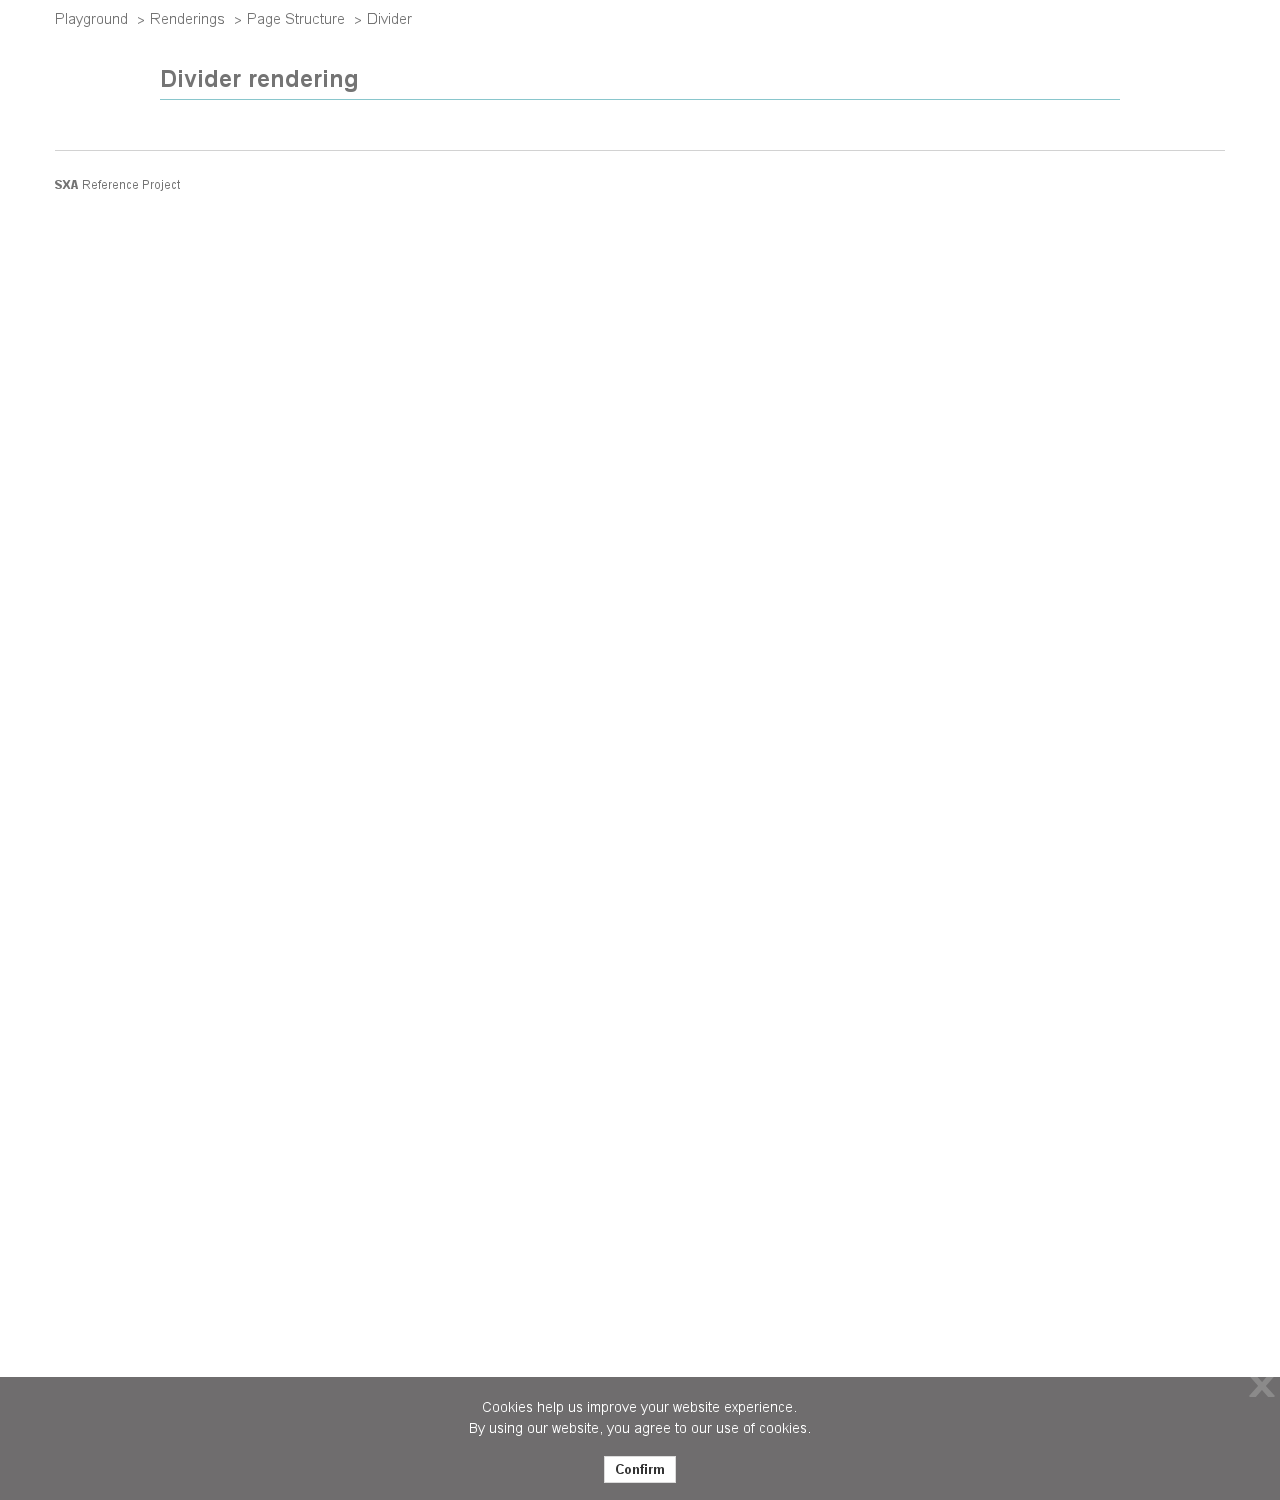 Playground > Renderings > Page Structure > Divider
Divider rendering
SXA Reference Project
X
Cookies help us improve your website experience.
By using our website, you agree to our use of cookies.
Confirm